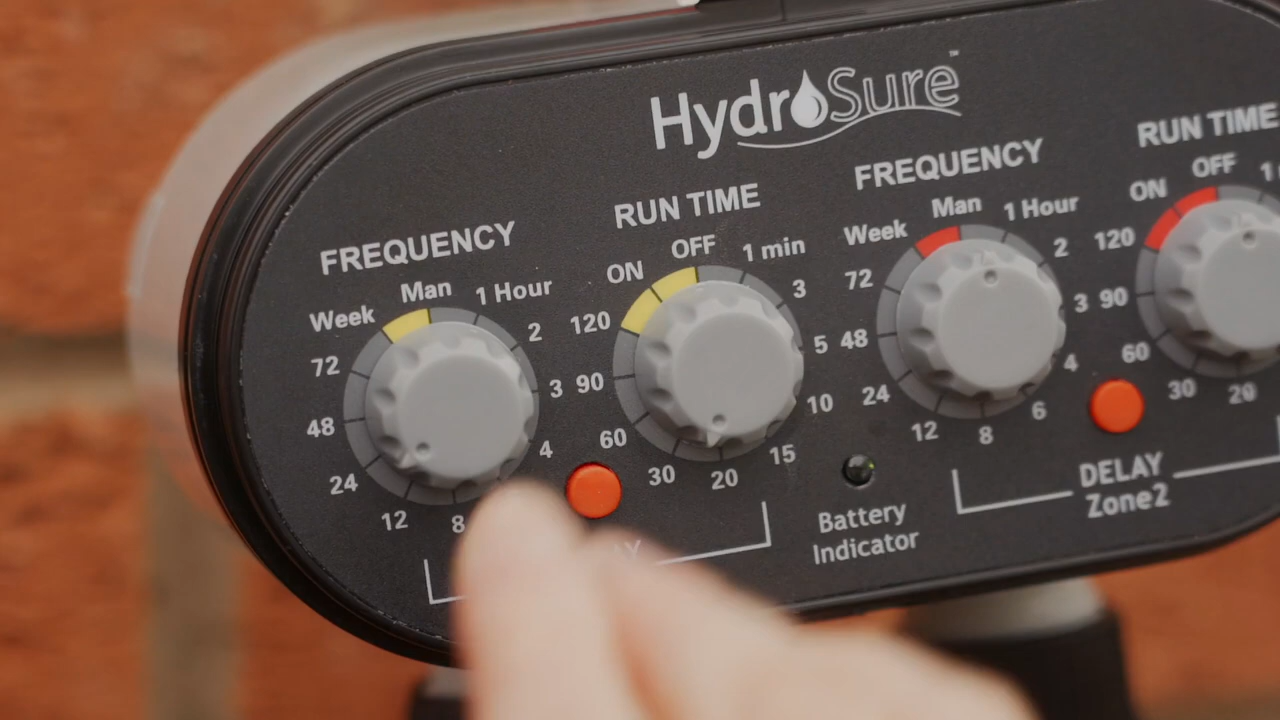 HydroSure™
FREQUENCY
Man
1 Hour
2
3
4
8
12
24
48
72
Week
RUN TIME
OFF
1 min
3
5
10
15
20
30
60
90
120
ON
Battery
Indicator
FREQUENCY
Man
1 Hour
2
3
4
6
8
12
24
48
72
Week
RUN TIME
OFF
1
20
30
60
90
120
ON
DELAY
Zone2